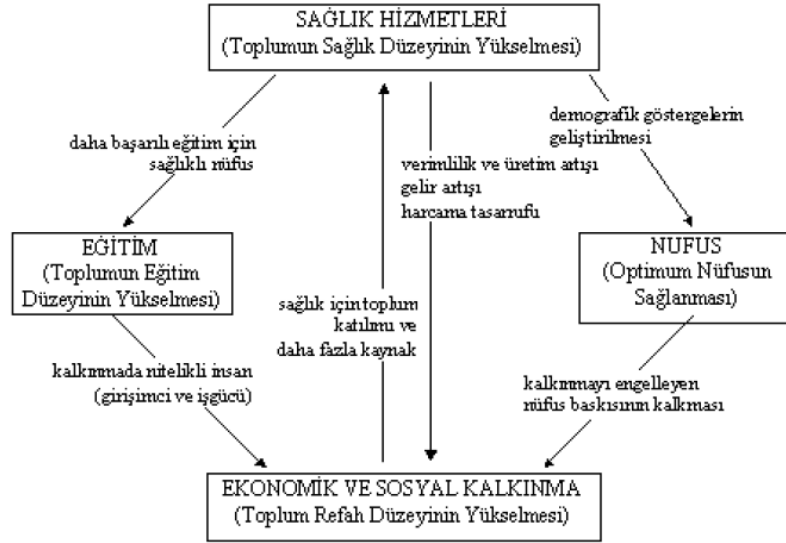 SAĞLIK HİZMETLERİ
(Toplumun Sağlık Düzeyinin Yükselmesi)
daha başarılı eğitim için
sağlıklı nüfus
verimlilik ve üretim artışı
gelir artışı
harcama tasarrufu
demografik göstergelerin
geliştirilmesi
EĞİTİM
(Toplumun Eğitim
Düzeyinin Yükselmesi)
NUFUS
(Optimum Nüfusun
Sağlanması)
sağlık için toplum
katılımı ve
daha fazla kaynak
kalkınmada nitelikli insan
(girişimci ve işgücü)
kalkınmayı engelleyen
nüfus baskısının kalkması
EKONOMİK VE SOSYAL KALKINMA
(Toplum Refah Düzeyinin Yükselmesi)